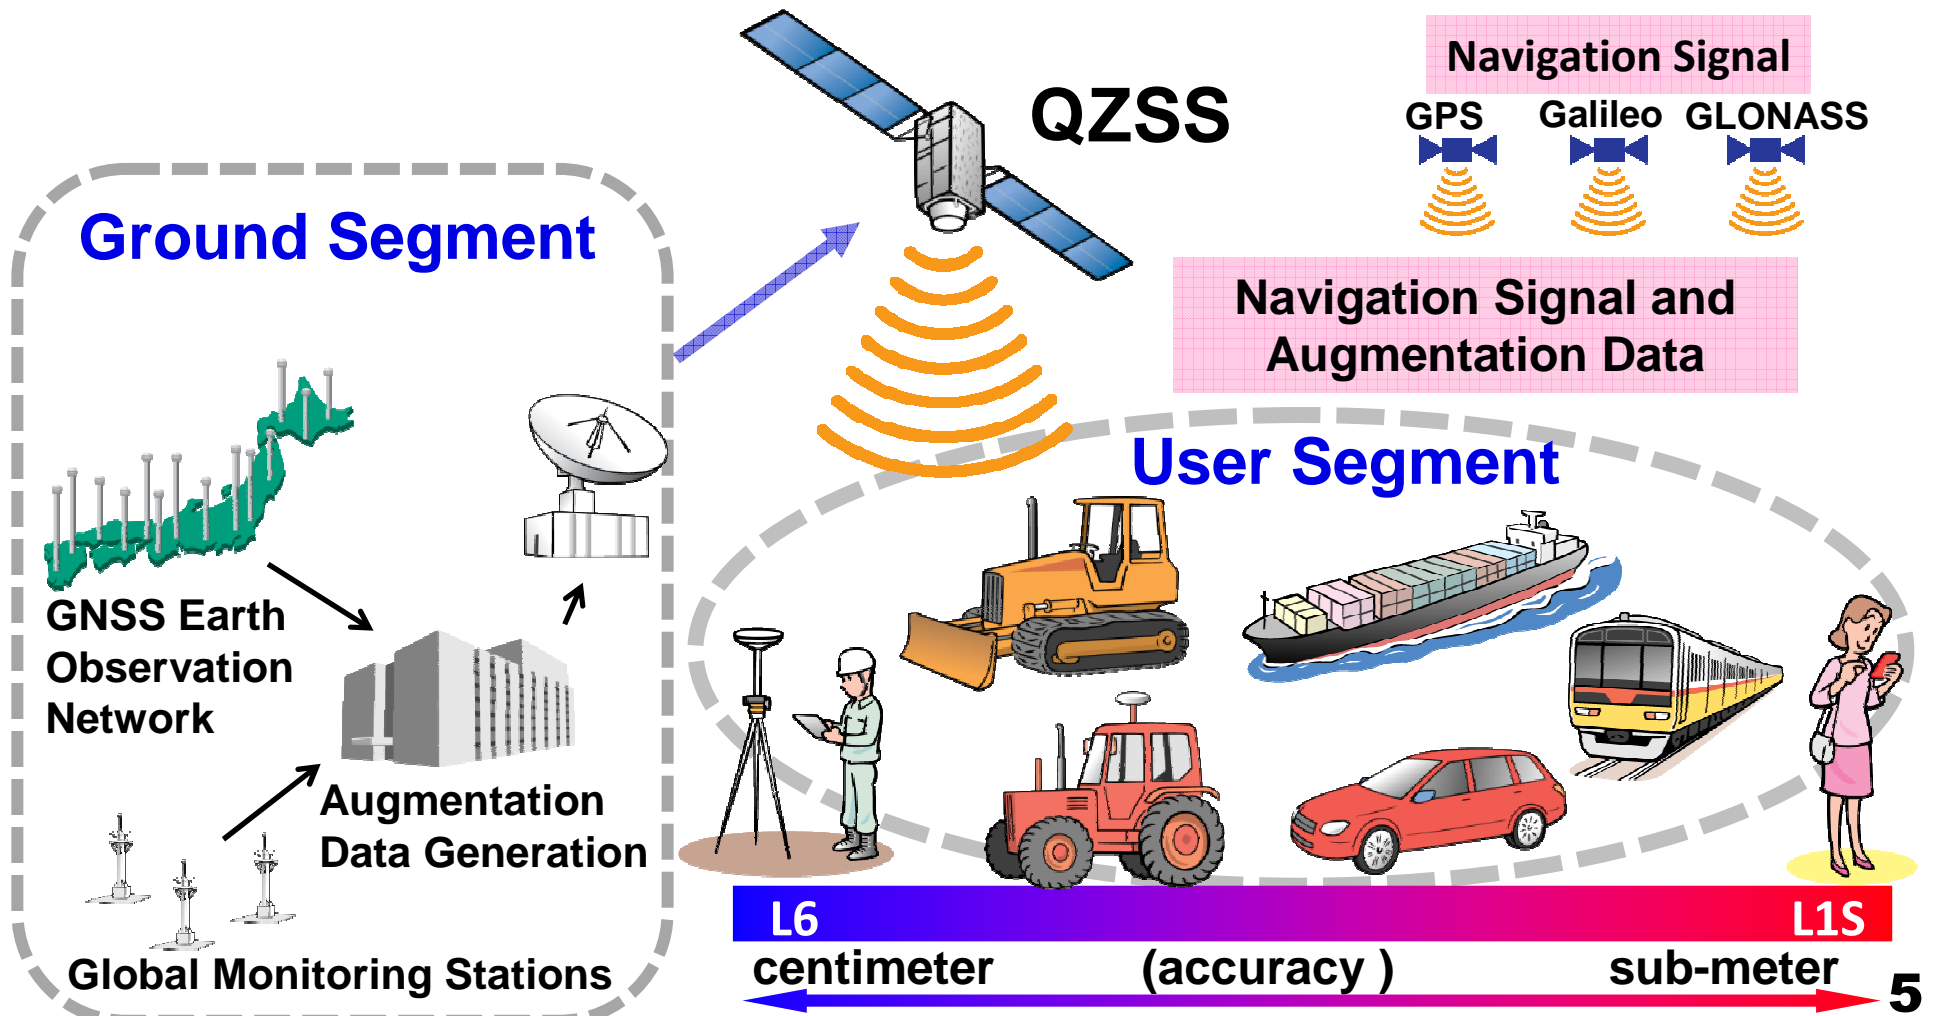 Navigation Signal
QZSS
GPS Galileo GLONASS
Ground Segment
Navigation Signal and
Augmentation Data
User Segment
GNSS Earth
Observation
Network
Augmentation
Data Generation
Global Monitoring Stations
L6 L1S
centimeter (accuracy ) sub-meter
5